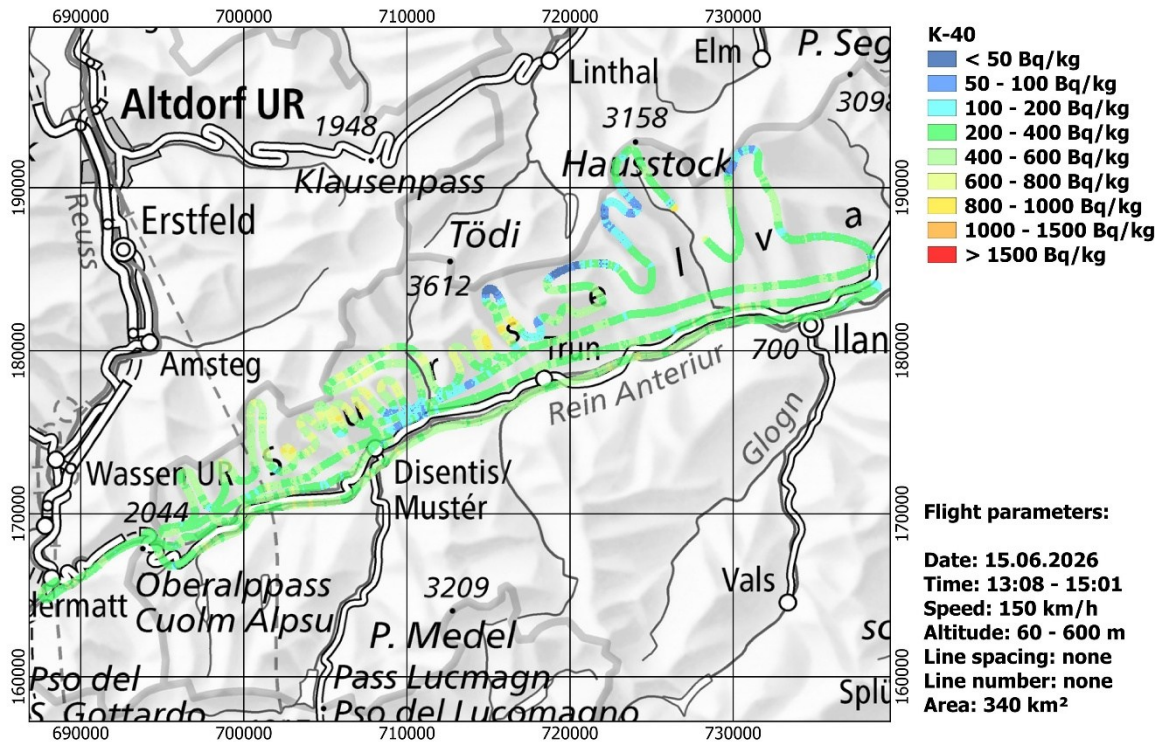 690000 700000 710000 720000 730000
Elm
P. Seg
Linthal
309
Altdorf UR
1948
3158
Klausenpass
Hausstock
190000
190000
Reuss
Erstfeld
Tödi
a
v
l
3612
e
s
Trun
700
Ilan
180000
180000
Amsteg
r
Rein Anteriur
u
Glogn
s
Wassen UR
Disentis/
Mustér
2044
170000
170000
Oberalppass
Cuolm Alpsu
dermatt
3209
Vals
P. Medel
sc
160000
160000
Pso del
S. Gottardo
Pass Lucmagn
Pso del Lucomagno
Splü
690000 700000 710000 720000 730000
K-40
< 50 Bq/kg
50 - 100 Bq/kg
100 - 200 Bq/kg
200 - 400 Bq/kg
400 - 600 Bq/kg
600 - 800 Bq/kg
800 - 1000 Bq/kg
1000 - 1500 Bq/kg
> 1500 Bq/kg
Flight parameters:
Date: 15.06.2026
Time: 13:08 - 15:01
Speed: 150 km/h
Altitude: 60 - 600 m
Line spacing: none
Line number: none
Area: 340 km²